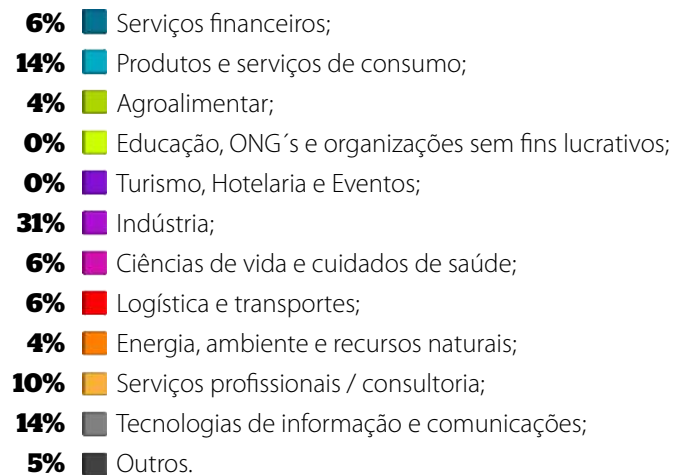 6% Serviços financeiros;
14% Produtos e serviços de consumo;
4% Agroalimentar;
0% Educação, ONG´s e organizações sem fins lucrativos;
0% Turismo, Hotelaria e Eventos;
31% Indústria;
6% Ciências de vida e cuidados de saúde;
6% Logística e transportes;
4% Energia, ambiente e recursos naturais;
10% Serviços profissionais / consultoria;
14% Tecnologias de informação e comunicações;
5% Outros.